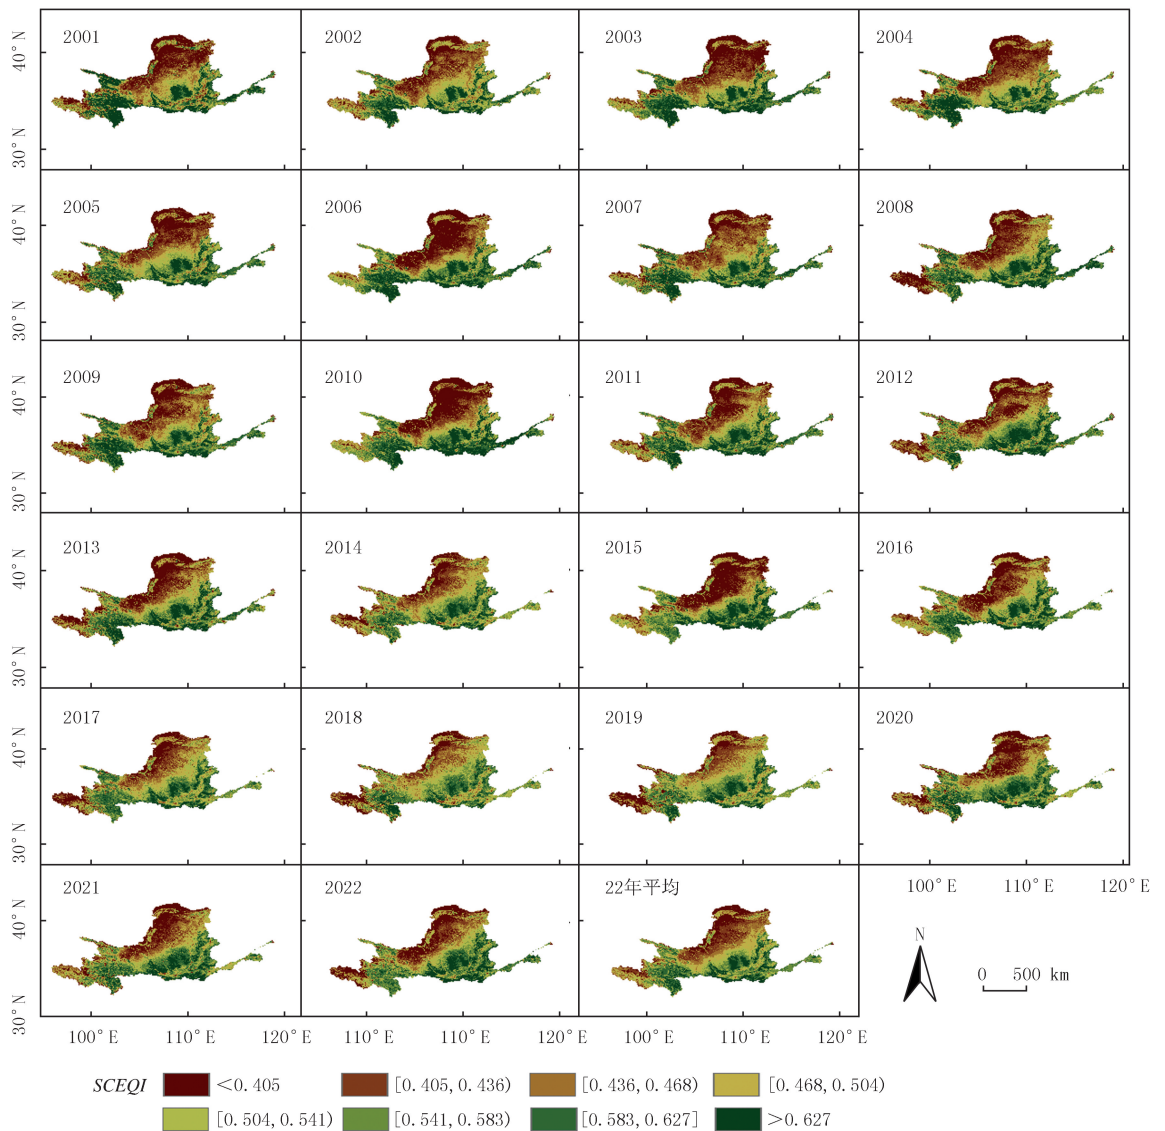 2001
2002
2003
2004
40° N
30° N
2005
2006
2007
2008
40° N
30° N
2009
2010
2011
2012
40° N
30° N
2013
2014
2015
2016
40° N
30° N
2017
2018
2019
2020
40° N
30° N
2021
2022
22年平均
100° E 110° E 120° E
40° N
30° N
N
0 500 km
100° E 110° E 120° E 100° E 110° E 120° E 100° E 110° E 120° E
SCEQI <0.405 [0.405, 0.436) [0.436, 0.468) [0.468, 0.504)
[0.504, 0.541) [0.541, 0.583) [0.583, 0.627] >0.627